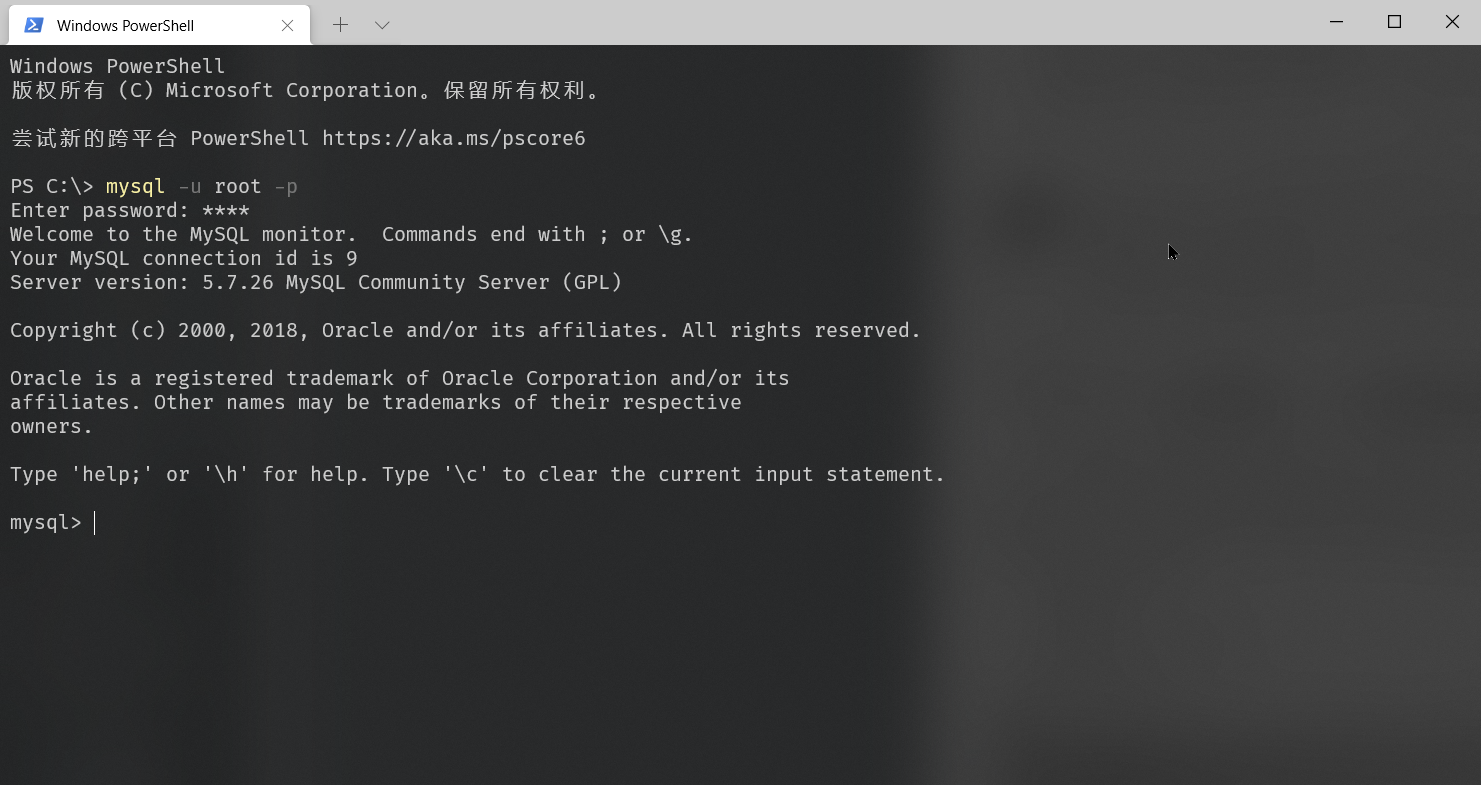 Windows PowerShell
Windows PowerShell
版权所有 (C) Microsoft Corporation。保留所有权利。
尝试新的跨平台 PowerShell https://aka.ms/pscore6
PS C:\> mysql -u root -p
Enter password: ****
Welcome to the MySQL monitor.  Commands end with ; or \g.
Your MySQL connection id is 9
Server version: 5.7.26 MySQL Community Server (GPL)
Copyright (c) 2000, 2018, Oracle and/or its affiliates. All rights reserved.
Oracle is a registered trademark of Oracle Corporation and/or its
affiliates. Other names may be trademarks of their respective
owners.
Type 'help;' or '\h' for help. Type '\c' to clear the current input statement.
mysql>